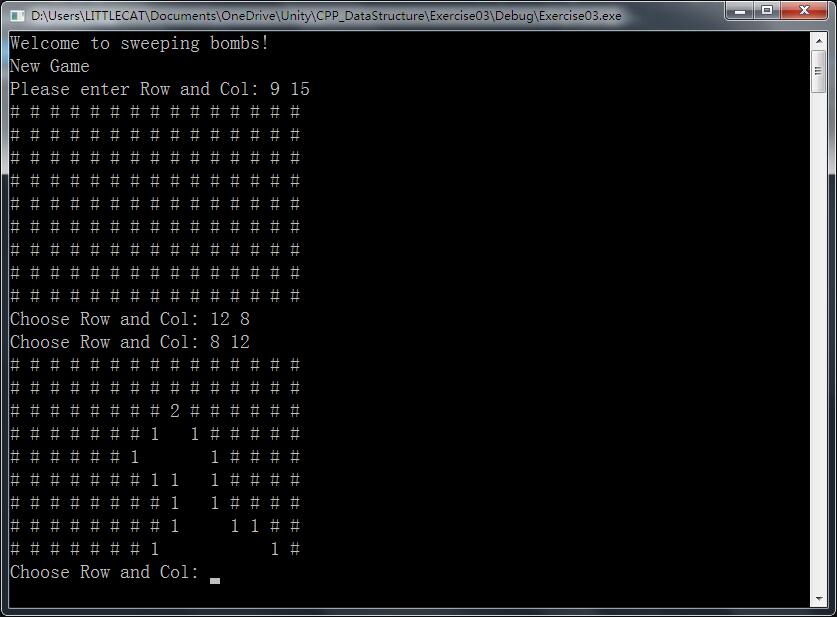 D:\Users\LITTLECAT\Documents\OneDrive\Unity\CPP_DataStructure\Exercise03\Debug\Exercise03.exe
Welcome to sweeping bombs!
New Game
Please enter Row and Col: 9 15
# # # # # # # # # # # # # # #
# # # # # # # # # # # # # # #
# # # # # # # # # # # # # # #
# # # # # # # # # # # # # # #
# # # # # # # # # # # # # # #
# # # # # # # # # # # # # # #
# # # # # # # # # # # # # # #
# # # # # # # # # # # # # # #
# # # # # # # # # # # # # # #
Choose Row and Col: 12 8
Choose Row and Col: 8 12
# # # # # # # # # # # # # # #
# # # # # # # # # # # # # # #
# # # # # # # # 2 # # # # # #
# # # # # # # 1   1 # # # # #
# # # # # # 1       1 # # # #
# # # # # # # 1 1   1 # # # #
# # # # # # # # 1   1 # # # #
# # # # # # # # 1     1 1 # #
# # # # # # # 1           1 #
Choose Row and Col: